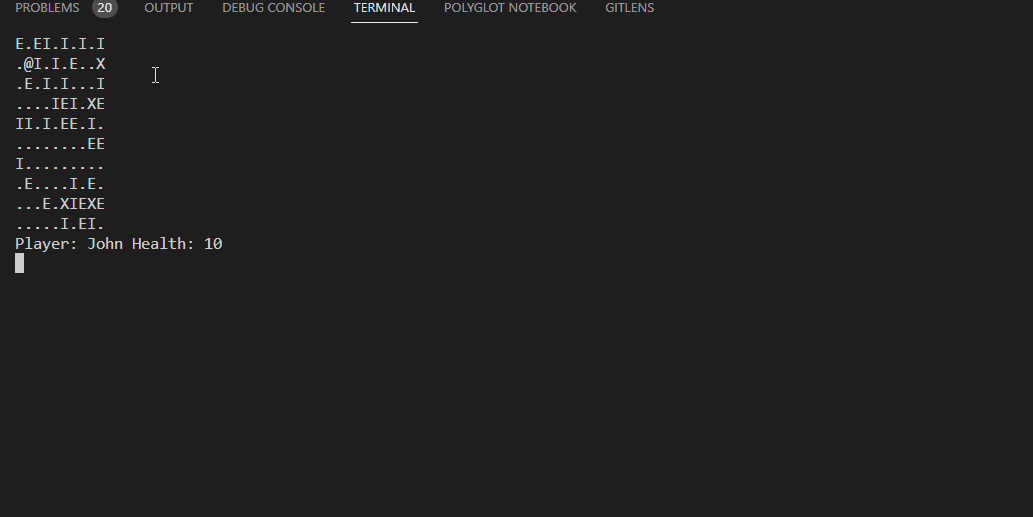 PROBLEMS 20 OUTPUT DEBUG CONSOLE TERMINAL POLYGLOT NOTEBOOK GITLENS
E.EI.I.I.I
.@I.I.E..X
.E.I.I...I
....IEI.XE
II.I.EE.I.
........EE
I.........
.E....I.E.
...E.XIEXE
.....I.EI.
Player: John Health: 10